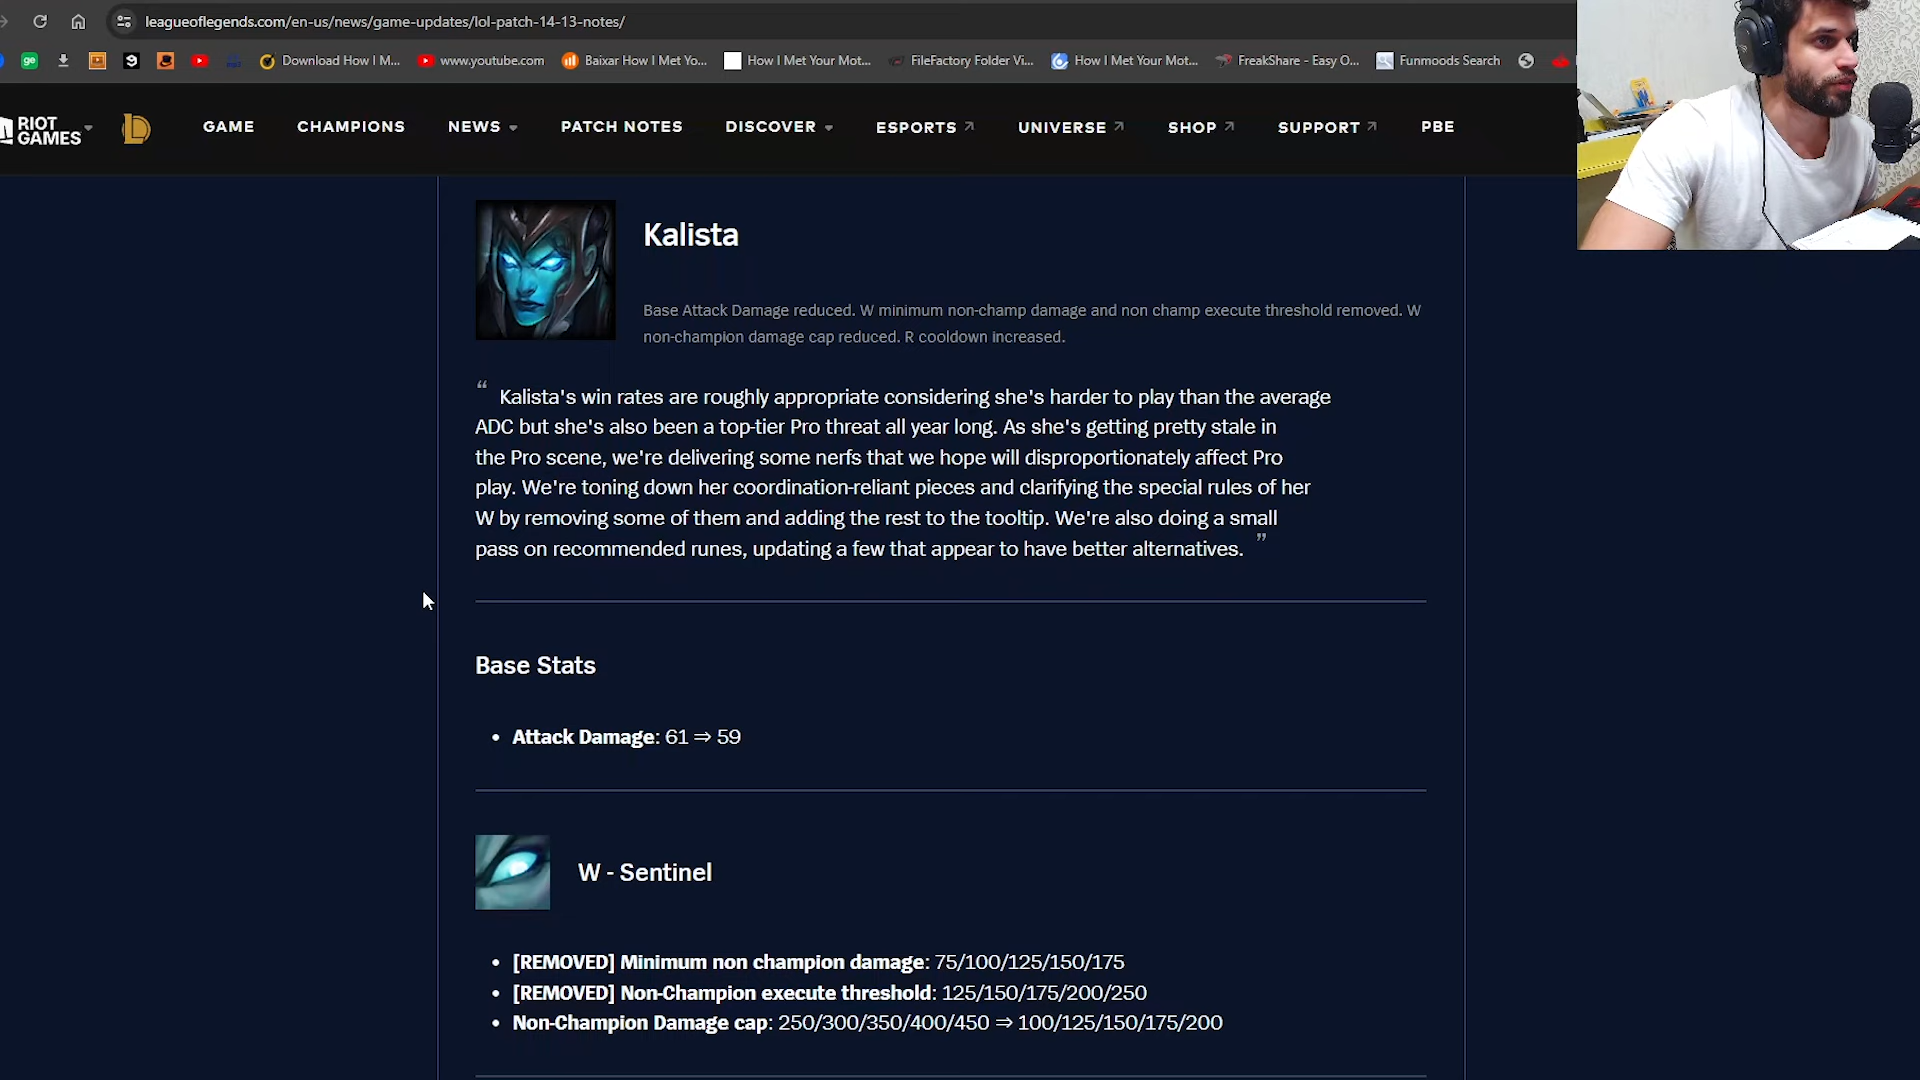 leagueoflegends.com/en-us/news/game-updates/lol-patch-14-13-notes/
ge
9
Download How I M...
www.youtube.com
Baixar How I Met Yo...
How I Met Your Mot...
FileFactory Folder Vi...
How I Met Your Mot...
FreakShare - Easy O...
Funmoods Search
RIOT
GAMES
GAME
CHAMPIONS
NEWS
PATCH NOTES
DISCOVER
ESPORTS
UNIVERSE
SHOP
SUPPORT
PBE
Kalista
Base Attack Damage reduced. W minimum non-champ damage and non champ execute threshold removed. W
non-champion damage cap reduced. R cooldown increased.
“ Kalista's win rates are roughly appropriate considering she's harder to play than the average
ADC but she's also been a top-tier Pro threat all year long. As she's getting pretty stale in
the Pro scene, we're delivering some nerfs that we hope will disproportionately affect Pro
play. We're toning down her coordination-reliant pieces and clarifying the special rules of her
W by removing some of them and adding the rest to the tooltip. We're also doing a small
pass on recommended runes, updating a few that appear to have better alternatives. ”
Base Stats
• Attack Damage: 61 ⇒ 59
W - Sentinel
• [REMOVED] Minimum non champion damage: 75/100/125/150/175
• [REMOVED] Non-Champion execute threshold: 125/150/175/200/250
• Non-Champion Damage cap: 250/300/350/400/450 ⇒ 100/125/150/175/200